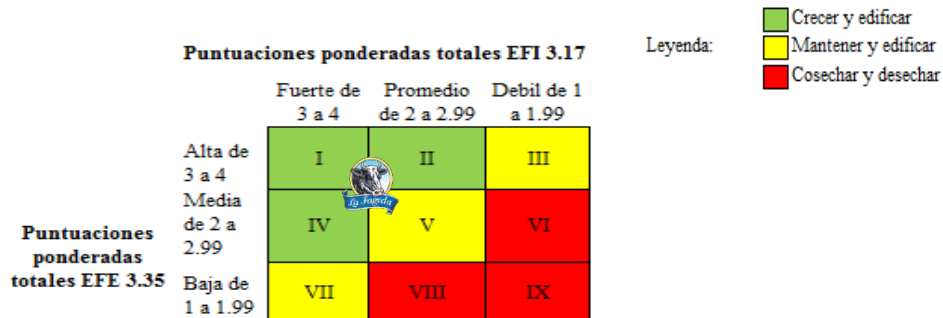 Crecer y edificar
Puntuaciones ponderadas totales EFI 3.17
Leyenda:
Mantener y edificar
Cosechar y desechar
Fuerte de
3 a 4
Promedio
de 2 a 2.99
Debil de 1
a 1.99
Alta de
3 a 4
I
II
III
La Fageda
Media
de 2 a
2.99
IV
V
VI
Puntuaciones
ponderadas
totales EFE 3.35
Baja de
1 a 1.99
VII
VIII
IX